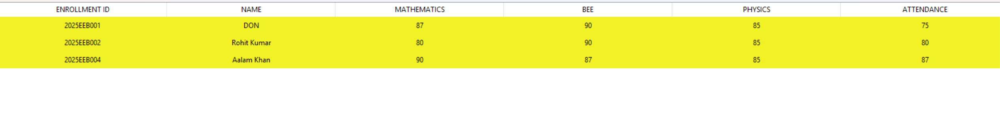 ENROLLMENT ID NAME MATHEMATICS BEE PHYSICS ATTENDANCE
2025EEB001 DON 87 90 85 75
2025EEB002 Rohit Kumar 80 90 85 80
2025EEB004 Aalam Khan 90 87 85 87